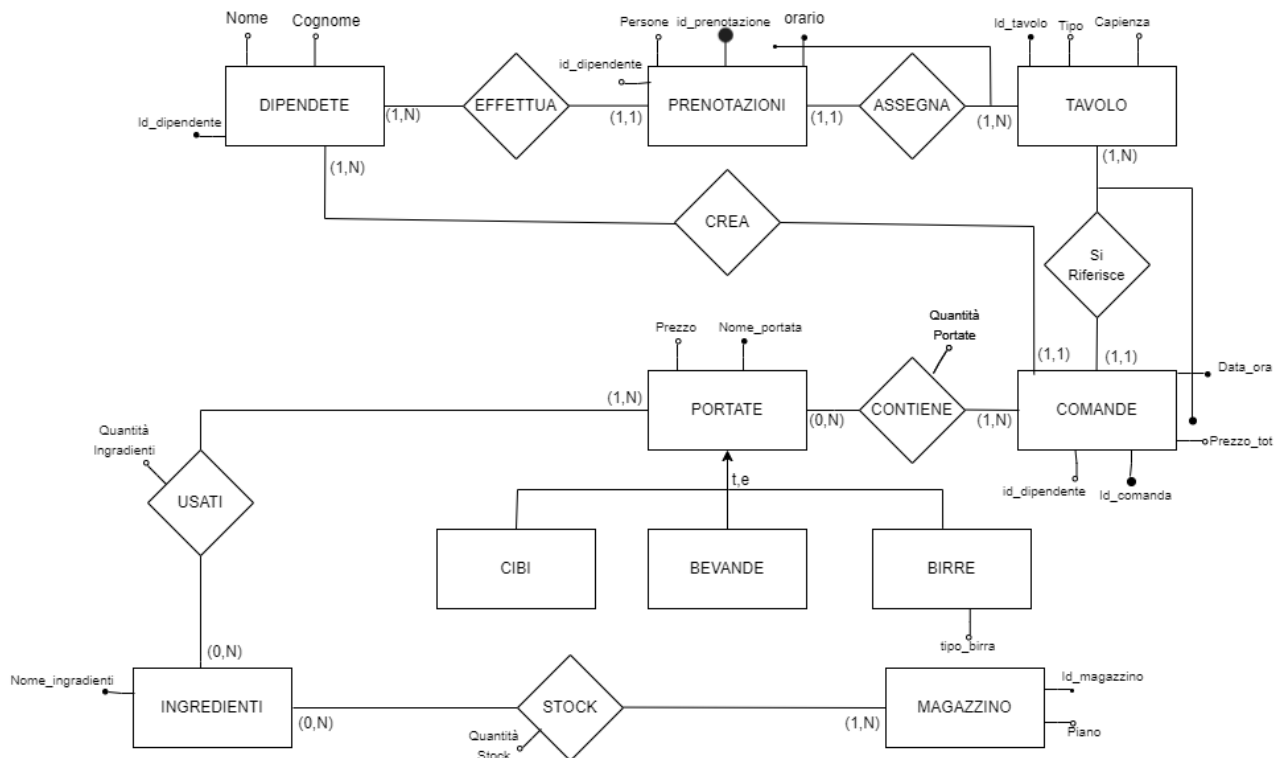 Nome
Cognome
Persone
id_prenotazione
orario
Id_tavolo
Tipo
Capienza
id_dipendente
DIPENDETE
(1,N)
EFFETTUA
(1,1)
PRENOTAZIONI
(1,1)
ASSEGNA
(1,N)
TAVOLO
Id_dipendente
(1,N)
(1,N)
CREA
Si
Riferisce
Quantità
Portate
Prezzo
Nome_portata
(1,1)
(1,1)
Data_ora
(1,N)
PORTATE
(0,N)
CONTIENE
(1,N)
COMANDE
Quantità
Ingradienti
Prezzo_tot
USATI
t,e
id_dipendente
Id_comanda
CIBI
BEVANDE
BIRRE
tipo_birra
(0,N)
Nome_ingradienti
INGREDIENTI
(0,N)
STOCK
(1,N)
MAGAZZINO
Id_magazzino
Piano
Quantità
Stock